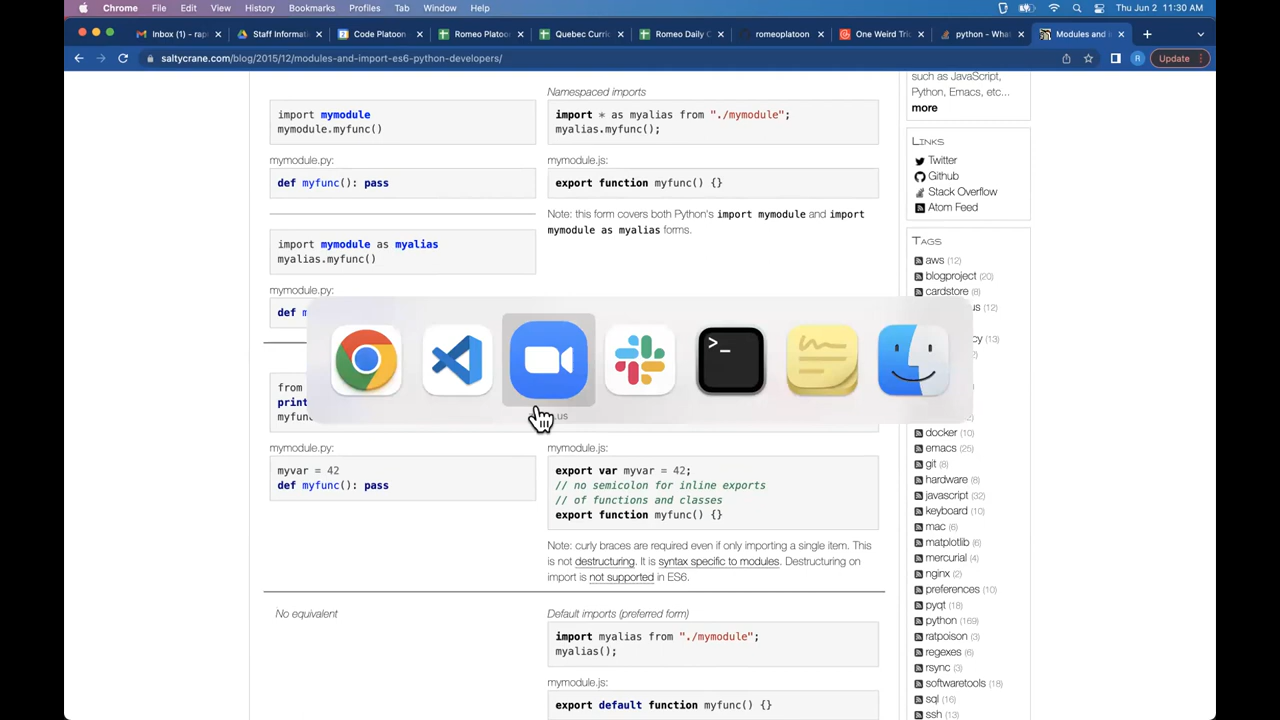 Chrome File Edit View History Bookmarks Profiles Tab Window Help
Thu Jun 2 11:30 AM
Inbox (1) - rap
Staff Informati
Code Platoon
Romeo Platoo
Quebec Curric
Romeo Daily C
romeoplatoon
One Weird Tri
python - Wha
Modules and i
saltycrane.com/blog/2015/12/modules-and-import-es6-python-developers/
R
Update
import mymodule
mymodule.myfunc()
mymodule.py:
def myfunc(): pass
import mymodule as myalias
myalias.myfunc()
mymodule.py:
def m
from
print
myfunc
mymodule.py:
myvar = 42
def myfunc(): pass
No equivalent
Namespaced imports
import * as myalias from "./mymodule";
myalias.myfunc();
mymodule.js:
export function myfunc() {}
Note: this form covers both Python's import mymodule and import
mymodule as myalias forms.
>_
mymodule.js:
export var myvar = 42;
// no semicolon for inline exports
// of functions and classes
export function myfunc() {}
Note: curly braces are required even if only importing a single item. This
is not destructuring. It is syntax specific to modules. Destructuring on
import is not supported in ES6.
Default imports (preferred form)
import myalias from "./mymodule";
myalias();
mymodule.js:
export default function myfunc() {}
such as JavaScript,
Python, Emacs, etc...
more
Links
Twitter
Github
Stack Overflow
Atom Feed
Tags
aws (12)
blogproject (20)
cardstore (8)
us (12)
cy (13)
docker (10)
emacs (25)
git (8)
hardware (8)
javascript (32)
keyboard (10)
mac (6)
matplotlib (6)
mercurial (4)
nginx (2)
preferences (10)
pyqt (18)
python (169)
ratpoison (3)
regexes (6)
rsync (3)
softwaretools (18)
sql (16)
ssh (13)